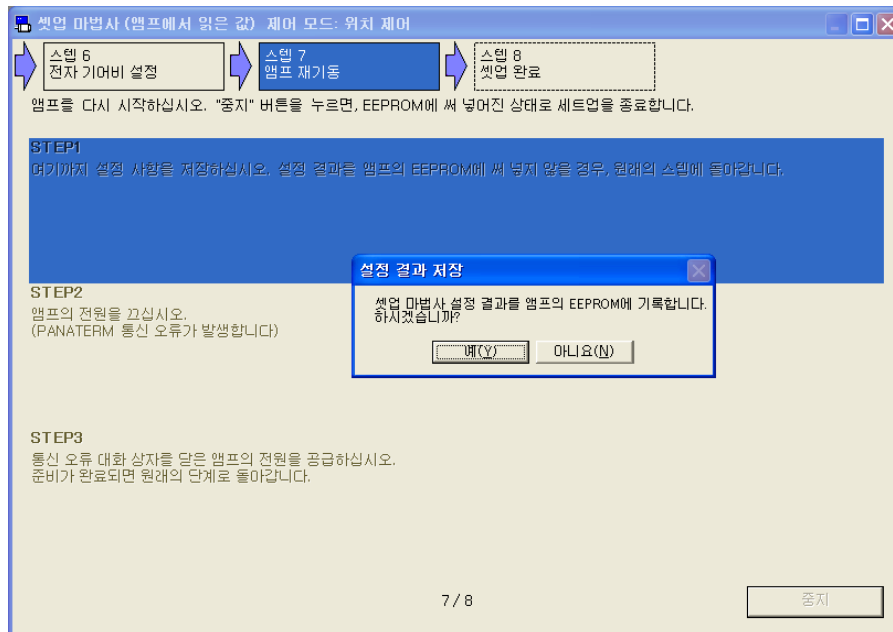 셋업 마법사 (앰프에서 읽은 값) 제어 모드: 위치 제어
스텝 6
전자 기어비 설정
스텝 7
앰프 재기동
스텝 8
셋업 완료
앰프를 다시 시작하십시오. "중지" 버튼을 누르면, EEPROM에 써 넣어진 상태로 세트업을 종료합니다.
STEP1
여기까지 설정 사항을 저장하십시오. 설정 결과를 앰프의 EEPROM에 써 넣지 않을 경우, 원래의 스텝에 돌아갑니다.
설정 결과 저장
셋업 마법사 설정 결과를 앰프의 EEPROM에 기록합니다.
하시겠습니까?
예(Y)
아니요(N)
STEP2
앰프의 전원을 끄십시오.
(PANATERM 통신 오류가 발생합니다)
STEP3
통신 오류 대화 상자를 닫은 앰프의 전원을 공급하십시오.
준비가 완료되면 원래의 단계로 돌아갑니다.
7/8
중지